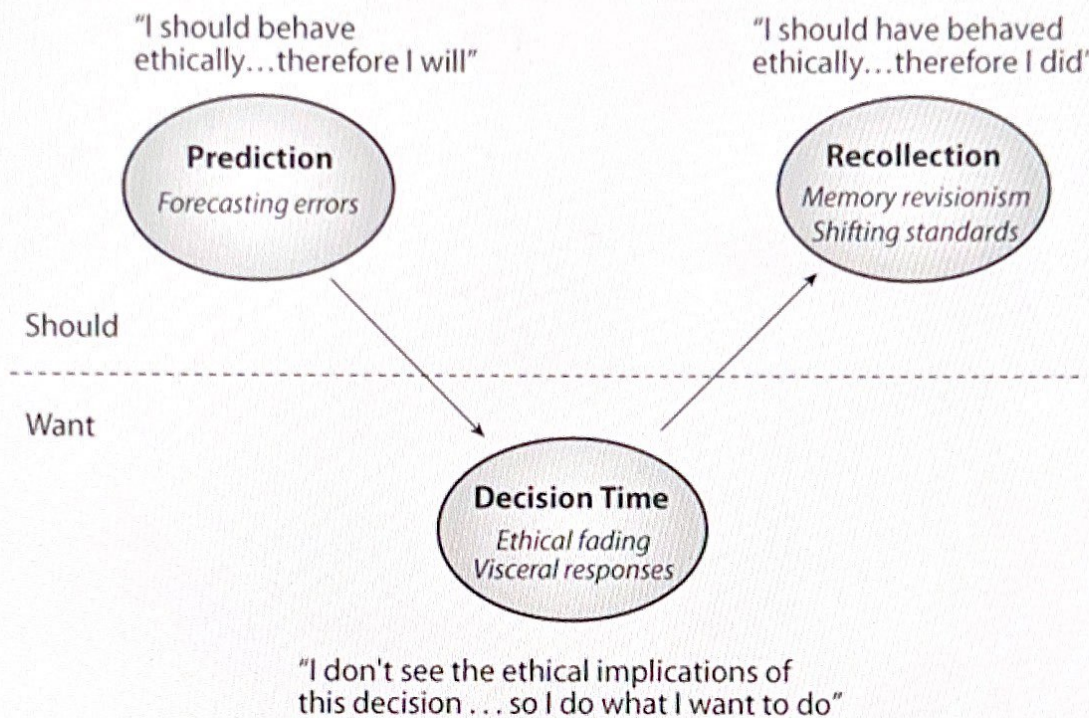 "I should behave
ethically...therefore I will"
"I should have behaved
ethically...therefore I did"
Prediction
Forecasting errors
Recollection
Memory revisionism
Shifting standards
Should
Want
Decision Time
Ethical fading
Visceral responses
"I don't see the ethical implications of
this decision ... so I do what I want to do"